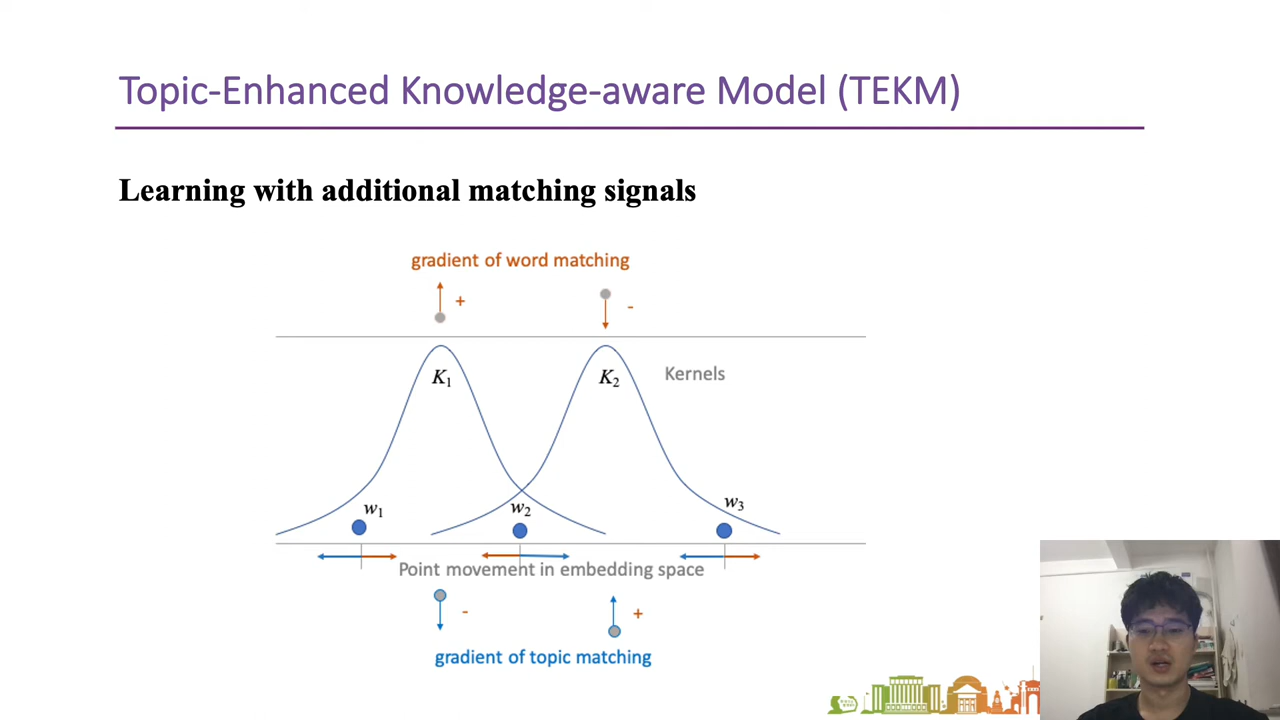 Topic-Enhanced Knowledge-aware Model (TEKM)
Learning with additional matching signals
gradient of word matching
+
-
K1
K2
Kernels
w1
w2
w3
Point movement in embedding space
-
+
gradient of topic matching